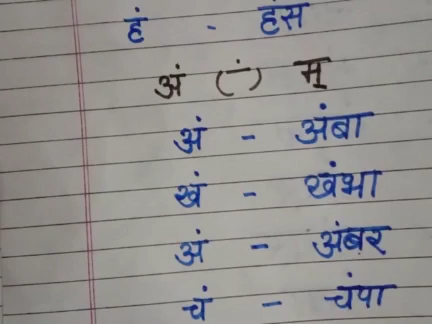 हं - हंस
अं (ं) म्
अं - अंबा
खं - खंभा
अं - अंबर
चं - चंपा